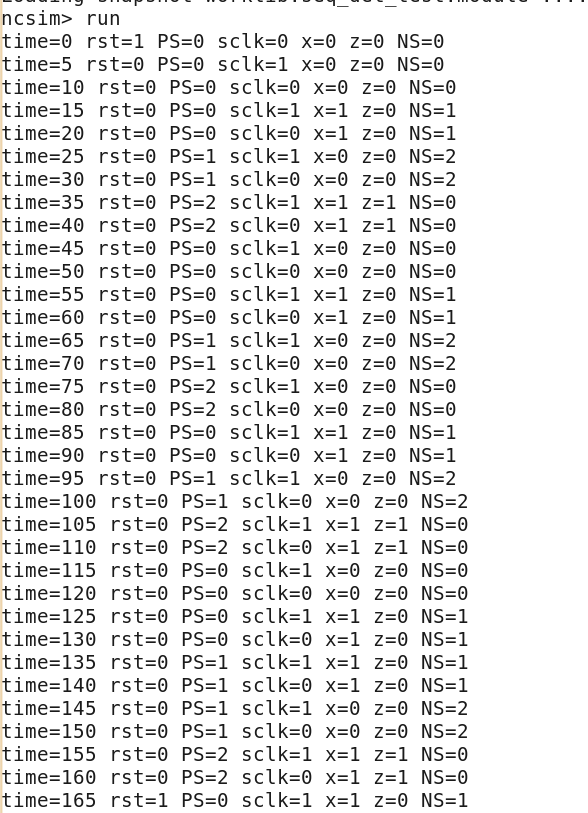 ncsim> run
time=0 rst=1 PS=0 sclk=0 x=0 z=0 NS=0
time=5 rst=0 PS=0 sclk=1 x=0 z=0 NS=0
time=10 rst=0 PS=0 sclk=0 x=1 z=0 NS=1
time=15 rst=0 PS=0 sclk=1 x=1 z=0 NS=1
time=20 rst=0 PS=0 sclk=0 x=1 z=0 NS=1
time=25 rst=0 PS=1 sclk=1 x=0 z=0 NS=2
time=30 rst=0 PS=1 sclk=0 x=0 z=0 NS=2
time=35 rst=0 PS=2 sclk=1 x=1 z=1 NS=0
time=40 rst=0 PS=2 sclk=0 x=1 z=1 NS=0
time=45 rst=0 PS=0 sclk=1 x=0 z=0 NS=0
time=50 rst=0 PS=0 sclk=0 x=0 z=0 NS=0
time=55 rst=0 PS=0 sclk=1 x=1 z=0 NS=1
time=60 rst=0 PS=0 sclk=0 x=1 z=0 NS=1
time=65 rst=0 PS=1 sclk=1 x=0 z=0 NS=2
time=70 rst=0 PS=1 sclk=0 x=0 z=0 NS=2
time=75 rst=0 PS=2 sclk=1 x=0 z=0 NS=0
time=80 rst=0 PS=2 sclk=0 x=0 z=0 NS=0
time=85 rst=0 PS=0 sclk=1 x=1 z=0 NS=1
time=90 rst=0 PS=0 sclk=0 x=1 z=0 NS=1
time=95 rst=0 PS=1 sclk=1 x=0 z=0 NS=2
time=100 rst=0 PS=1 sclk=0 x=0 z=0 NS=2
time=105 rst=0 PS=2 sclk=1 x=1 z=1 NS=0
time=110 rst=0 PS=2 sclk=0 x=1 z=1 NS=0
time=115 rst=0 PS=0 sclk=1 x=0 z=0 NS=0
time=120 rst=0 PS=0 sclk=0 x=0 z=0 NS=0
time=125 rst=0 PS=0 sclk=1 x=1 z=0 NS=1
time=130 rst=0 PS=0 sclk=0 x=1 z=0 NS=1
time=135 rst=0 PS=1 sclk=1 x=1 z=0 NS=1
time=140 rst=0 PS=1 sclk=0 x=1 z=0 NS=1
time=145 rst=0 PS=1 sclk=1 x=0 z=0 NS=2
time=150 rst=0 PS=1 sclk=0 x=0 z=0 NS=2
time=155 rst=0 PS=2 sclk=1 x=1 z=1 NS=0
time=160 rst=0 PS=2 sclk=0 x=1 z=1 NS=0
time=165 rst=1 PS=0 sclk=1 x=1 z=0 NS=1